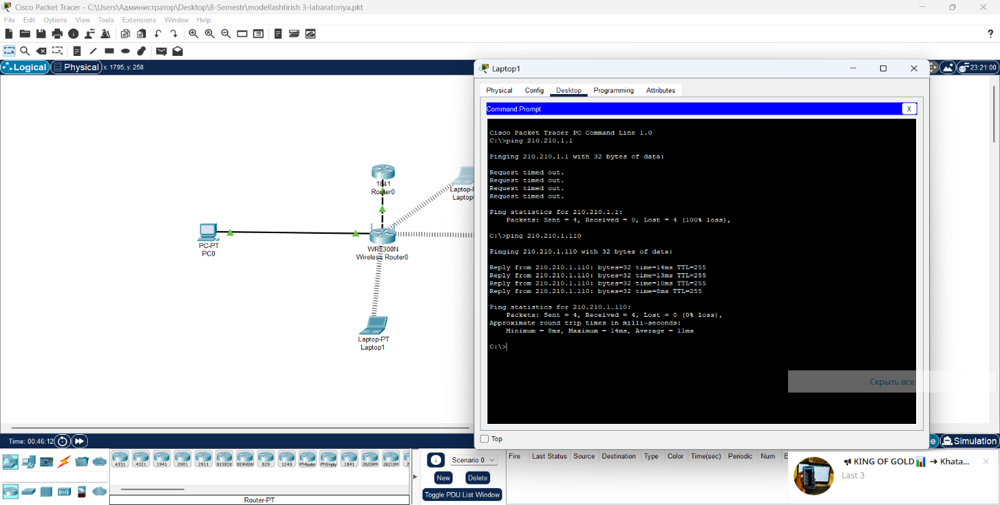 Cisco Packet Tracer - C:\Users\Администратор\Desktop\8-Semestr\modellashtirish 3-labaratoriya.pkt
File Edit Options View Tools Extensions Window Help
?
Logical Physical x: 1795, y: 258
23:21:00
1841
Router0
PC-PT
PC0
WRT300N
Wireless Router0
Laptop-PT
Laptop1
Laptop1
Physical Config Desktop Programming Attributes
Command Prompt X
Cisco Packet Tracer PC Command Line 1.0
C:\>ping 210.210.1.1
Pinging 210.210.1.1 with 32 bytes of data:
Request timed out.
Request timed out.
Request timed out.
Request timed out.
Ping statistics for 210.210.1.1:
Packets: Sent = 4, Received = 0, Lost = 4 (100% loss),
C:\>ping 210.210.1.110
Pinging 210.210.1.110 with 32 bytes of data:
Reply from 210.210.1.110: bytes=32 time=14ms TTL=255
Reply from 210.210.1.110: bytes=32 time=13ms TTL=255
Reply from 210.210.1.110: bytes=32 time=10ms TTL=255
Reply from 210.210.1.110: bytes=32 time=8ms TTL=255
Ping statistics for 210.210.1.110:
Packets: Sent = 4, Received = 4, Lost = 0 (0% loss),
Approximate round trip times in milli-seconds:
Minimum = 8ms, Maximum = 14ms, Average = 11ms
C:\>
Скрыть все
Top
Time: 00:46:12
Simulation
4331 4321 1941 2901 2911 819IOX 819HGW 829 1240 PT-Router PT-Empty 1841 2620XM 2621XM
Router-PT
Scenario 0
New Delete
Toggle PDU List Window
Fire Last Status Source Destination Type Color Time(sec) Periodic Num
KING OF GOLD → Khata...
Last 3